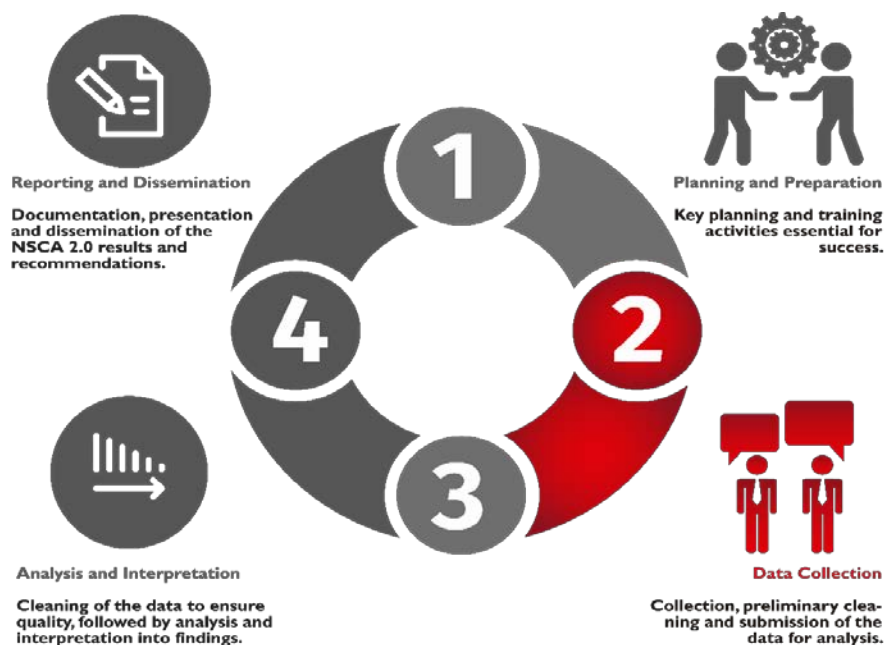 1
Planning and Preparation
Key planning and training
activities essential for
success.
2
Data Collection
Collection, preliminary clea-
ning and submission of the
data for analysis.
3
Analysis and Interpretation
Cleaning of the data to ensure
quality, followed by analysis and
interpretation into findings.
4
Reporting and Dissemination
Documentation, presentation
and dissemination of the
NSCA 2.0 results and
recommendations.